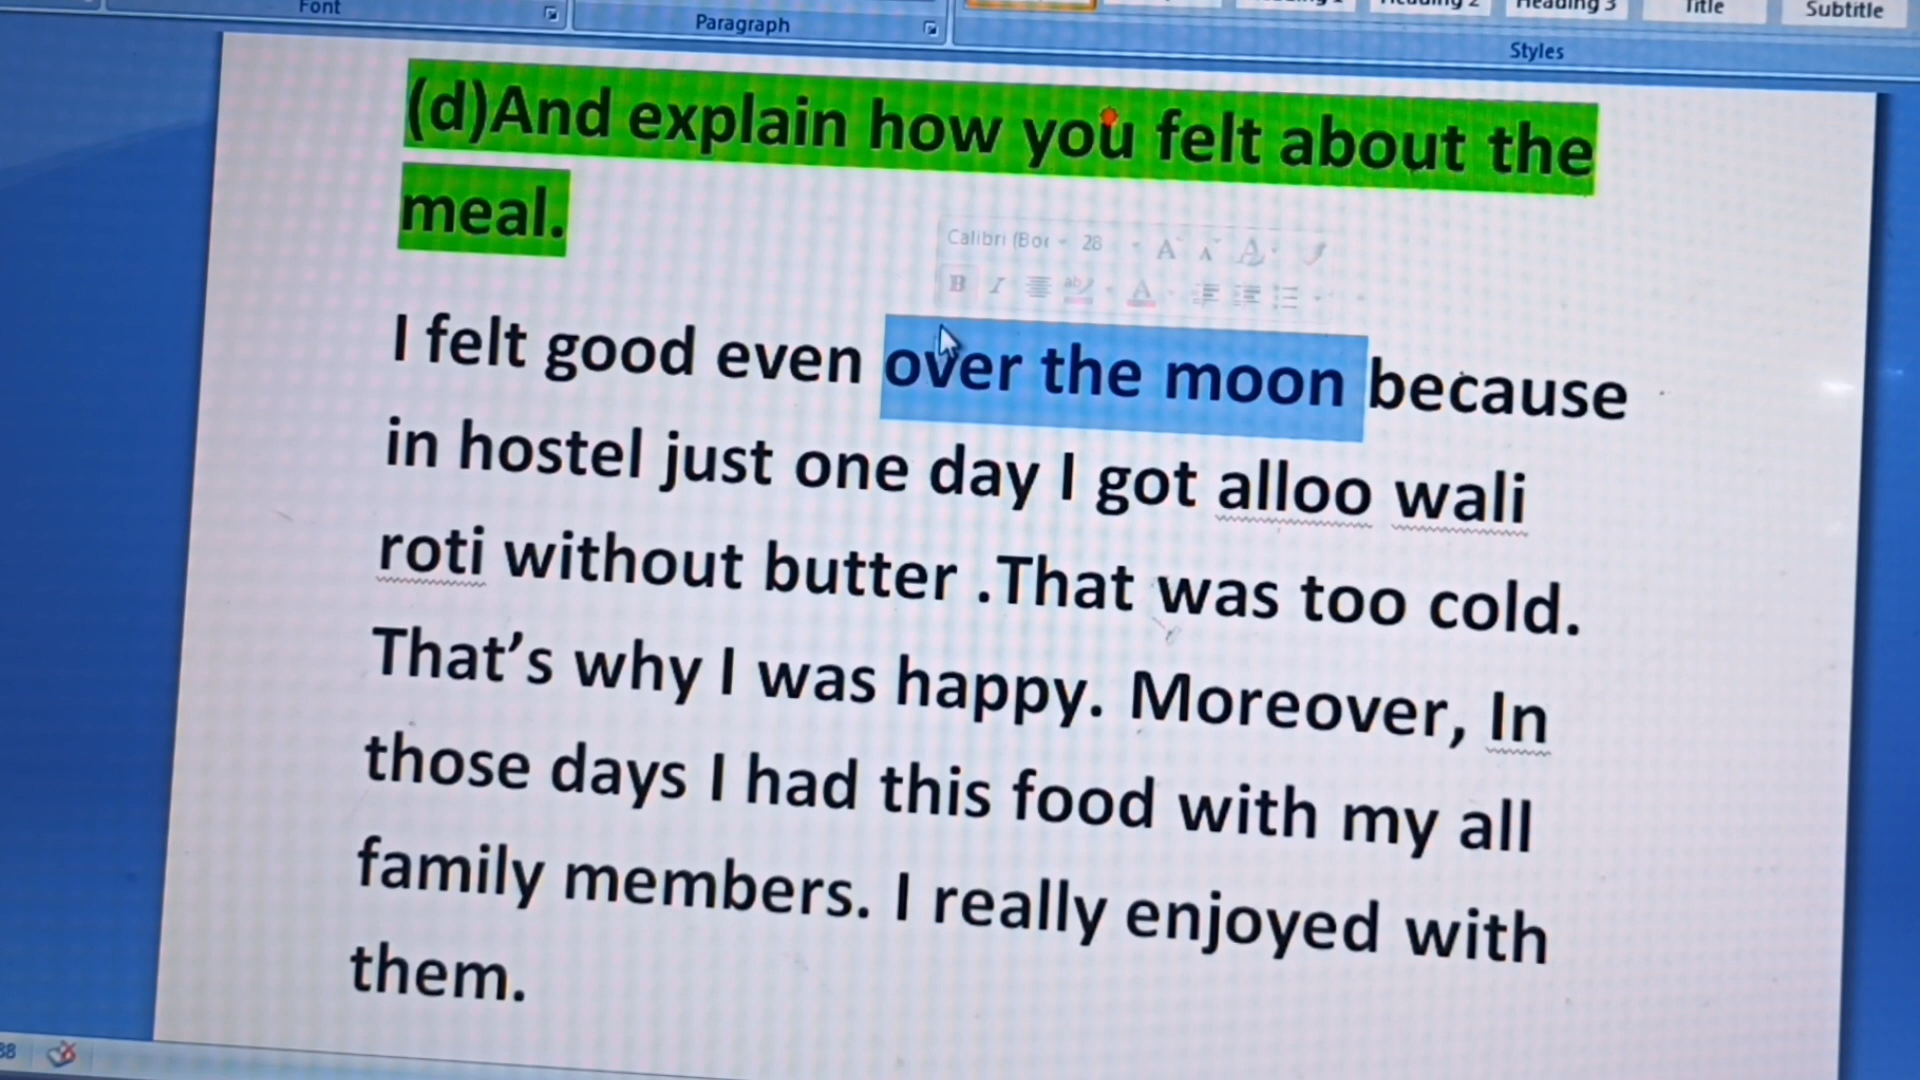 Font
Paragraph
Heading 3
Title
Subtitle
Styles
(d)And explain how you felt about the
meal.
Calibri (Bor 28
I felt good even over the moon because
in hostel just one day I got alloo wali
roti without butter .That was too cold.
That's why I was happy. Moreover, In
those days I had this food with my all
family members. I really enjoyed with
them.